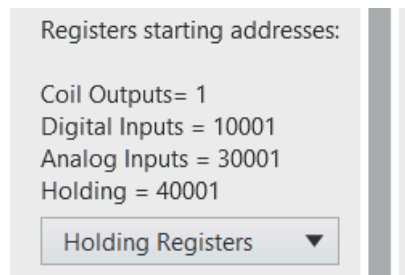 Registers starting addresses:
Coil Outputs= 1
Digital Inputs = 10001
Analog Inputs = 30001
Holding = 40001
Holding Registers